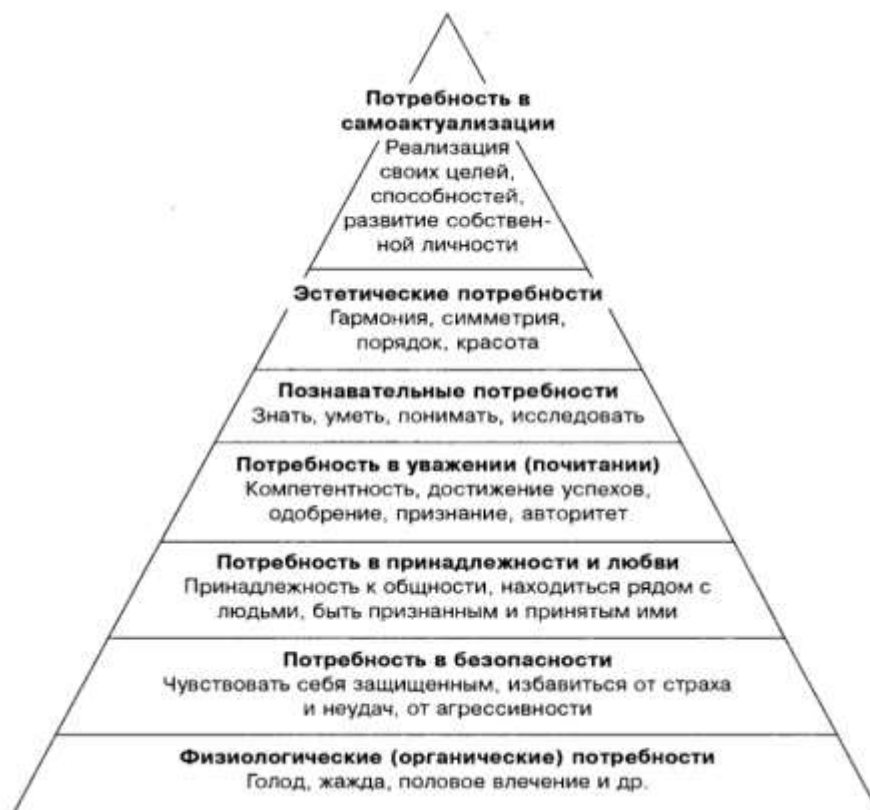 Потребность в
самоактуализации
Реализация
своих целей,
способностей,
развитие собствен-
ной личности
Эстетические потребности
Гармония, симметрия,
порядок, красота
Познавательные потребности
Знать, уметь, понимать, исследовать
Потребность в уважении (почитании)
Компетентность, достижение успехов,
одобрение, признание, авторитет
Потребность в принадлежности и любви
Принадлежность к общности, находиться рядом с
людьми, быть признанным и принятым ими
Потребность в безопасности
Чувствовать себя защищенным, избавиться от страха
и неудач, от агрессивности
Физиологические (органические) потребности
Голод, жажда, половое влечение и др.